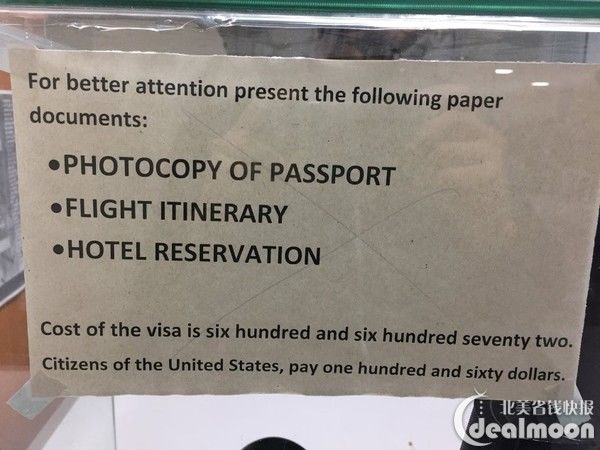 For better attention present the following paper
documents:
•PHOTOCOPY OF PASSPORT
•FLIGHT ITINERARY
•HOTEL RESERVATION
Cost of the visa is six hundred and six hundred seventy two.
Citizens of the United States, pay one hundred and sixty dollars.
北美省钱快报
dealmoon